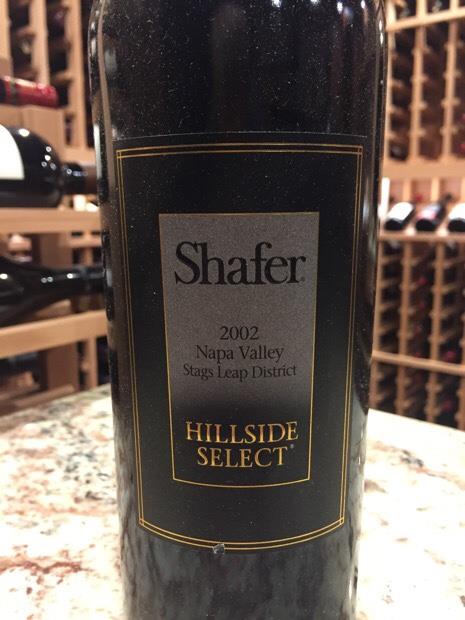 Shafer
2002
Napa Valley
Stags Leap District
HILLSIDE
SELECT®